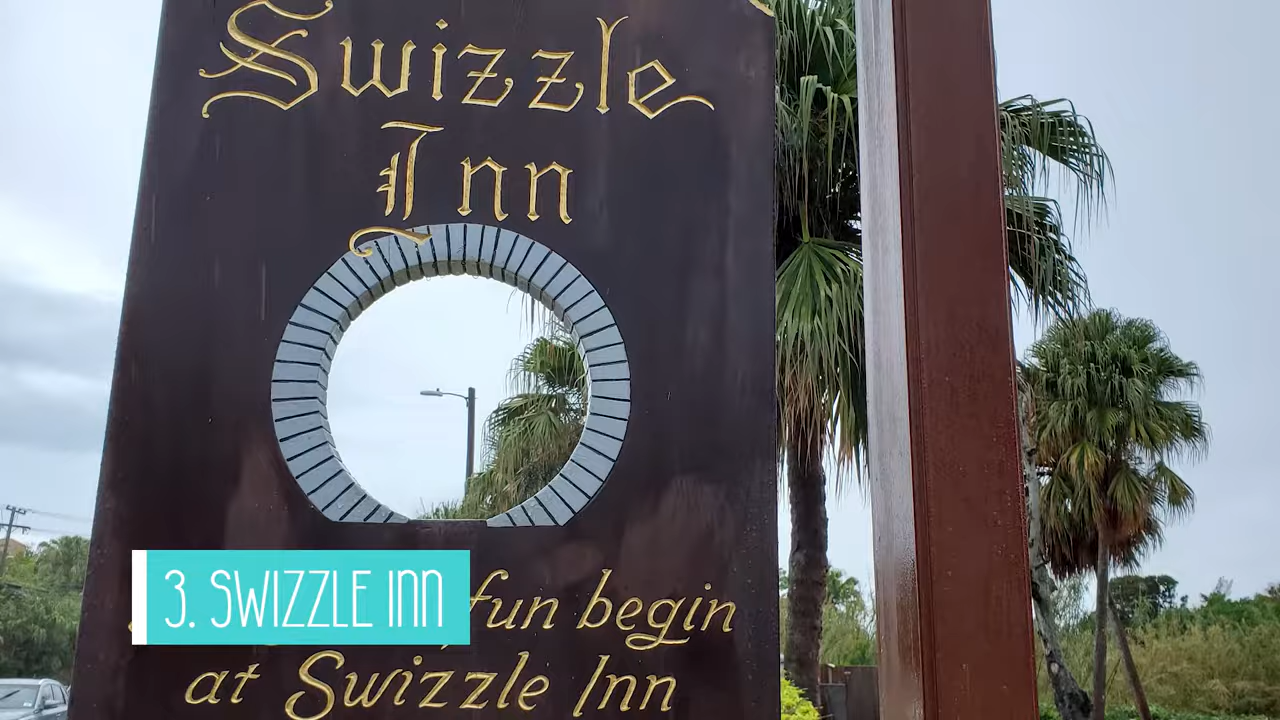 Swizzle
Inn
3. SWIZZLE INN
fun begin
at Swizzle Inn